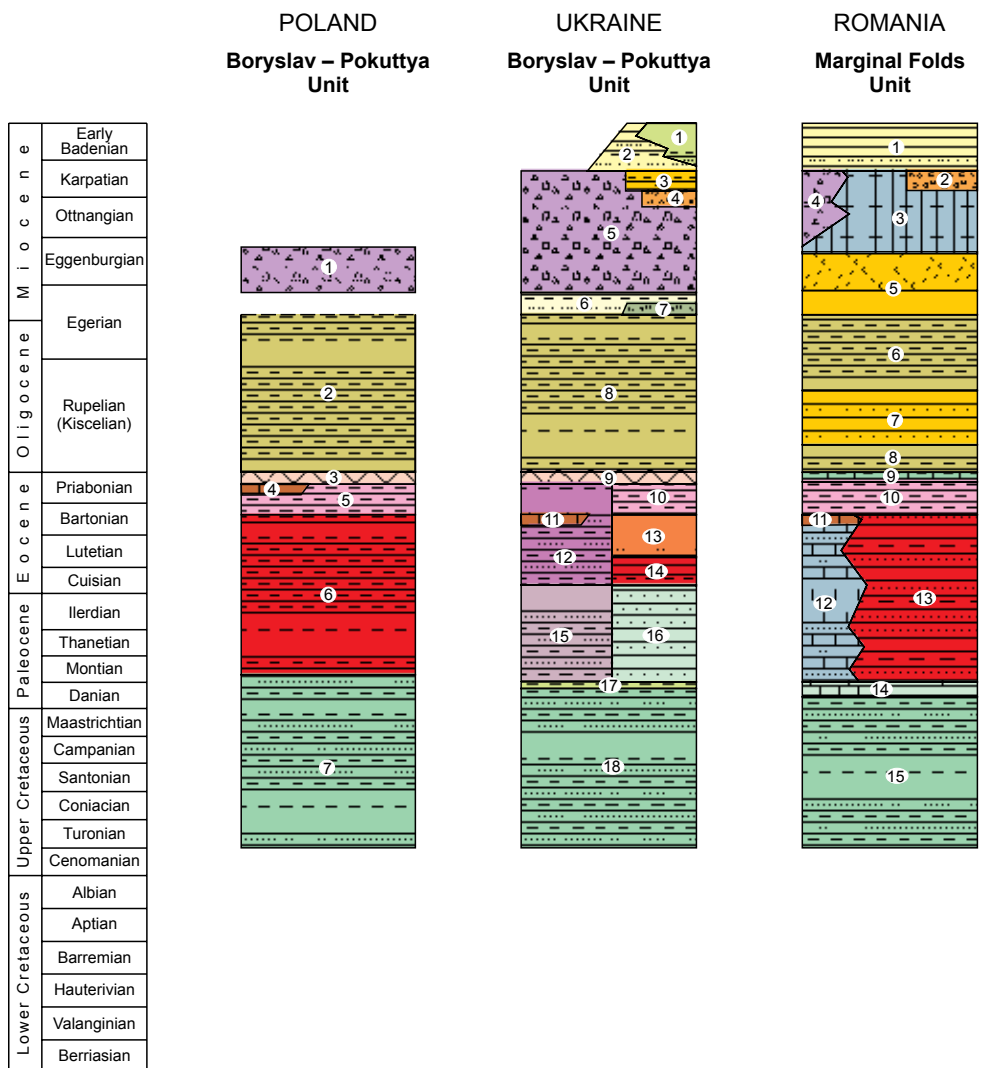 POLAND
Boryslav – Pokuttya
Unit
UKRAINE
Boryslav – Pokuttya
Unit
ROMANIA
Marginal Folds
Unit
Miocene
Early
Badenian
Karpatian
Ottnangian
Eggenburgian
Egerian
Oligocene
Rupelian
(Kiscelian)
Eocene
Priabonian
Bartonian
Lutetian
Cuisian
Paleocene
Ilerdian
Thanetian
Montian
Danian
Upper Cretaceous
Maastrichtian
Campanian
Santonian
Coniacian
Turonian
Cenomanian
Lower Cretaceous
Albian
Aptian
Barremian
Hauterivian
Valanginian
Berriasian
1
2
3
4
5
6
7
1
2
3
4
5
6
7
8
9
10
11
12
13
14
15
16
17
18
1
2
3
4
5
6
7
8
9
10
11
12
13
14
15